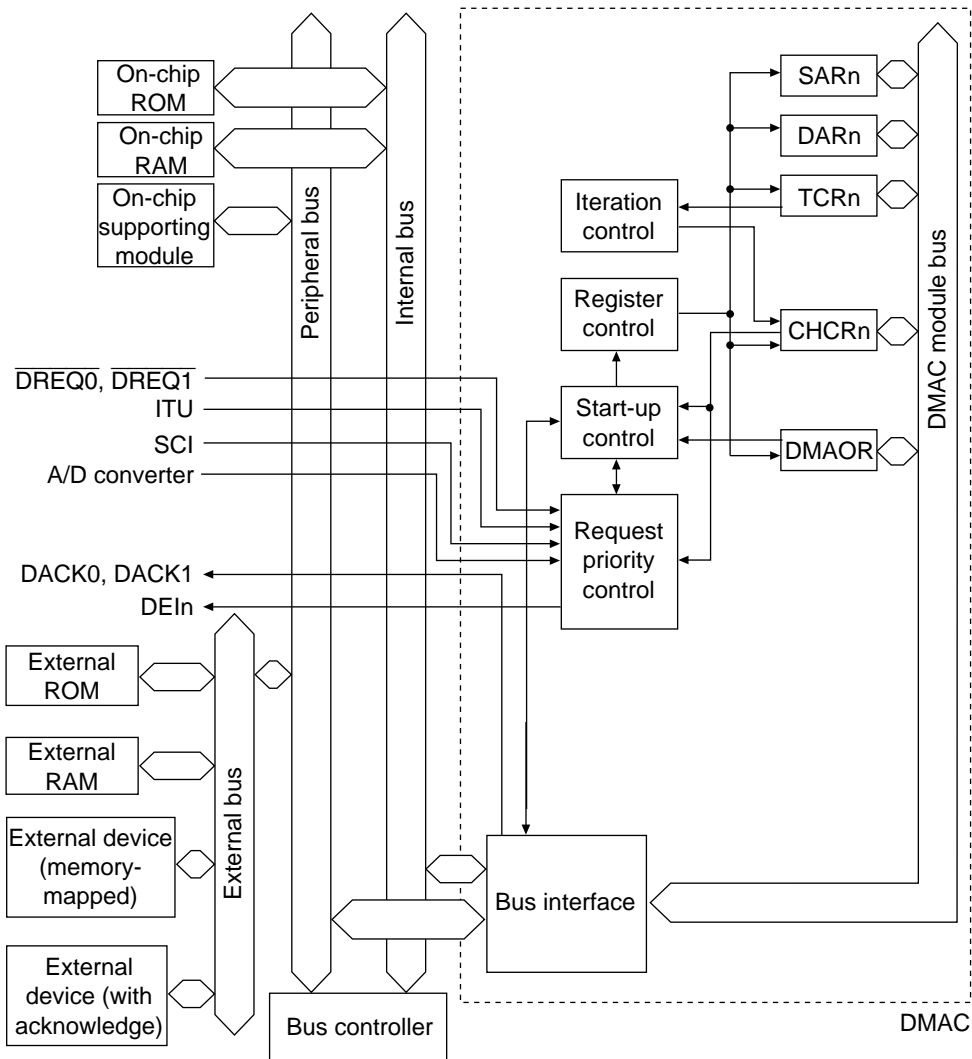 On-chip
ROM
On-chip
RAM
On-chip
supporting
module
Peripheral bus
Internal bus
SARn
DARn
TCRn
Iteration
control
Register
control
CHCRn
DMAC module bus
DREQ0, DREQ1
ITU
SCI
A/D converter
Start-up
control
DMAOR
Request
priority
control
DACK0, DACK1
DEIn
External
ROM
External
RAM
External bus
External device
(memory-
mapped)
Bus interface
External
device (with
acknowledge)
Bus controller
DMAC